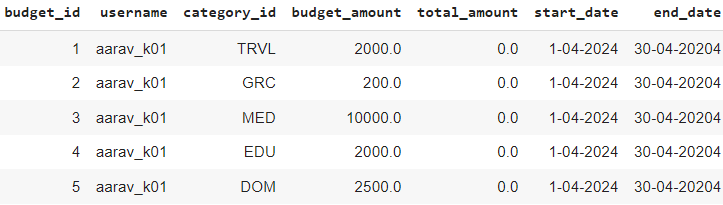 budget_id username category_id budget_amount total_amount start_date end_date
1 aarav_k01 TRVL 2000.0 0.0 1-04-2024 30-04-20204
2 aarav_k01 GRC 200.0 0.0 1-04-2024 30-04-20204
3 aarav_k01 MED 10000.0 0.0 1-04-2024 30-04-20204
4 aarav_k01 EDU 2000.0 0.0 1-04-2024 30-04-20204
5 aarav_k01 DOM 2500.0 0.0 1-04-2024 30-04-20204